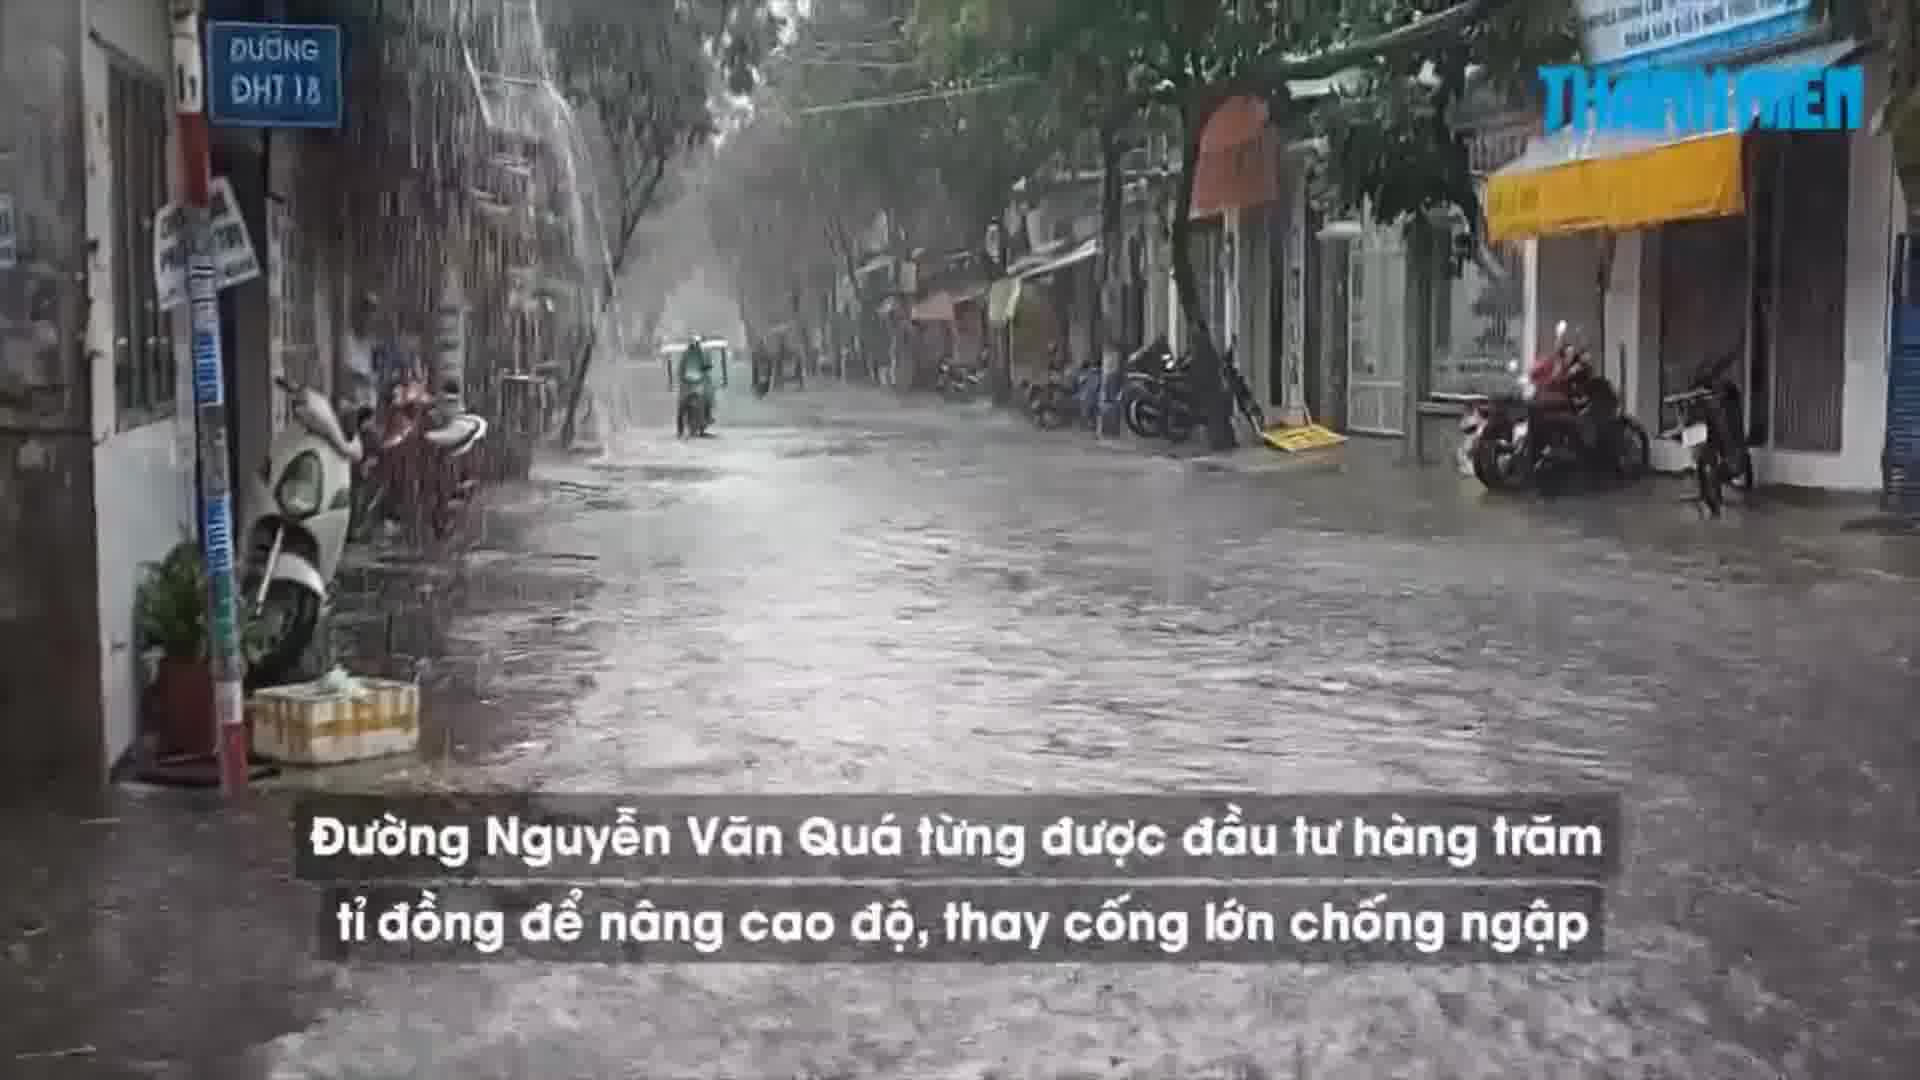 ĐƯỜNG
ĐHT 18
THANH NIÊN
Đường Nguyễn Văn Quá từng được đầu tư hàng trăm
tỉ đồng để nâng cao độ, thay cống lớn chống ngập